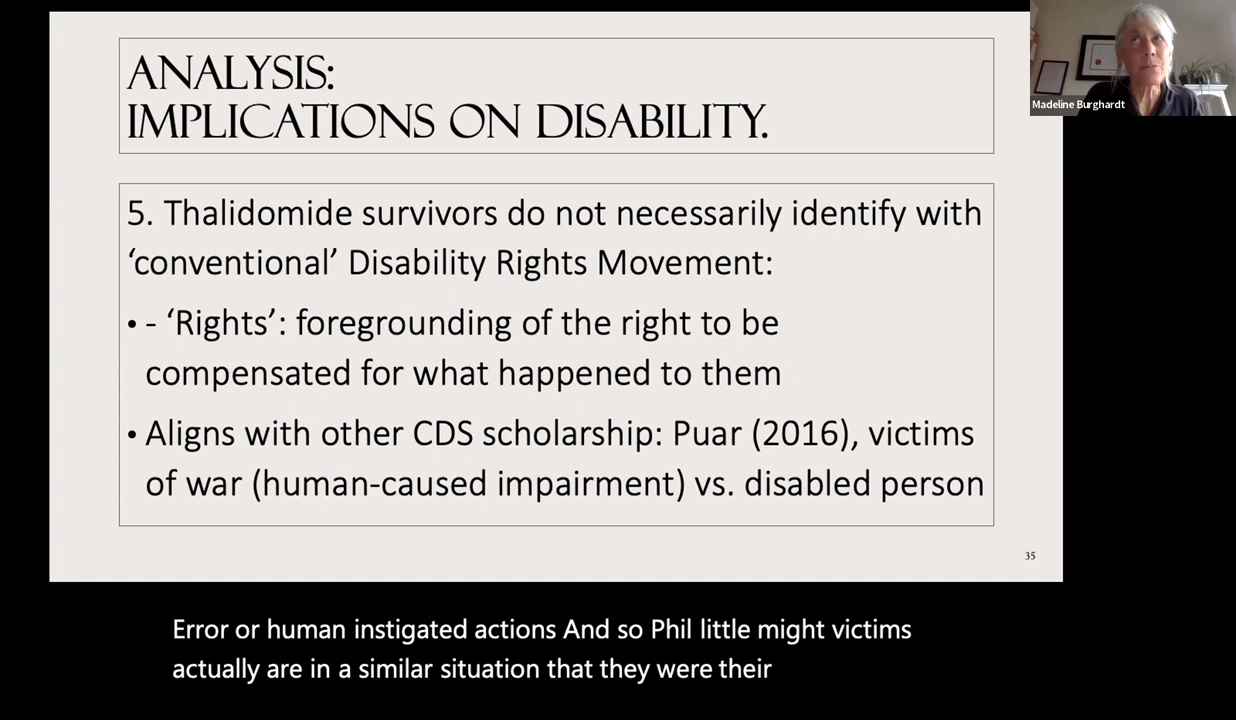 ANALYSIS:
IMPLICATIONS ON DISABILITY.
Madeline Burghardt
5. Thalidomide survivors do not necessarily identify with
‘conventional’ Disability Rights Movement:
• - ‘Rights’: foregrounding of the right to be
compensated for what happened to them
• Aligns with other CDS scholarship: Puar (2016), victims
of war (human-caused impairment) vs. disabled person
35
Error or human instigated actions And so Phil little might victims
actually are in a similar situation that they were their